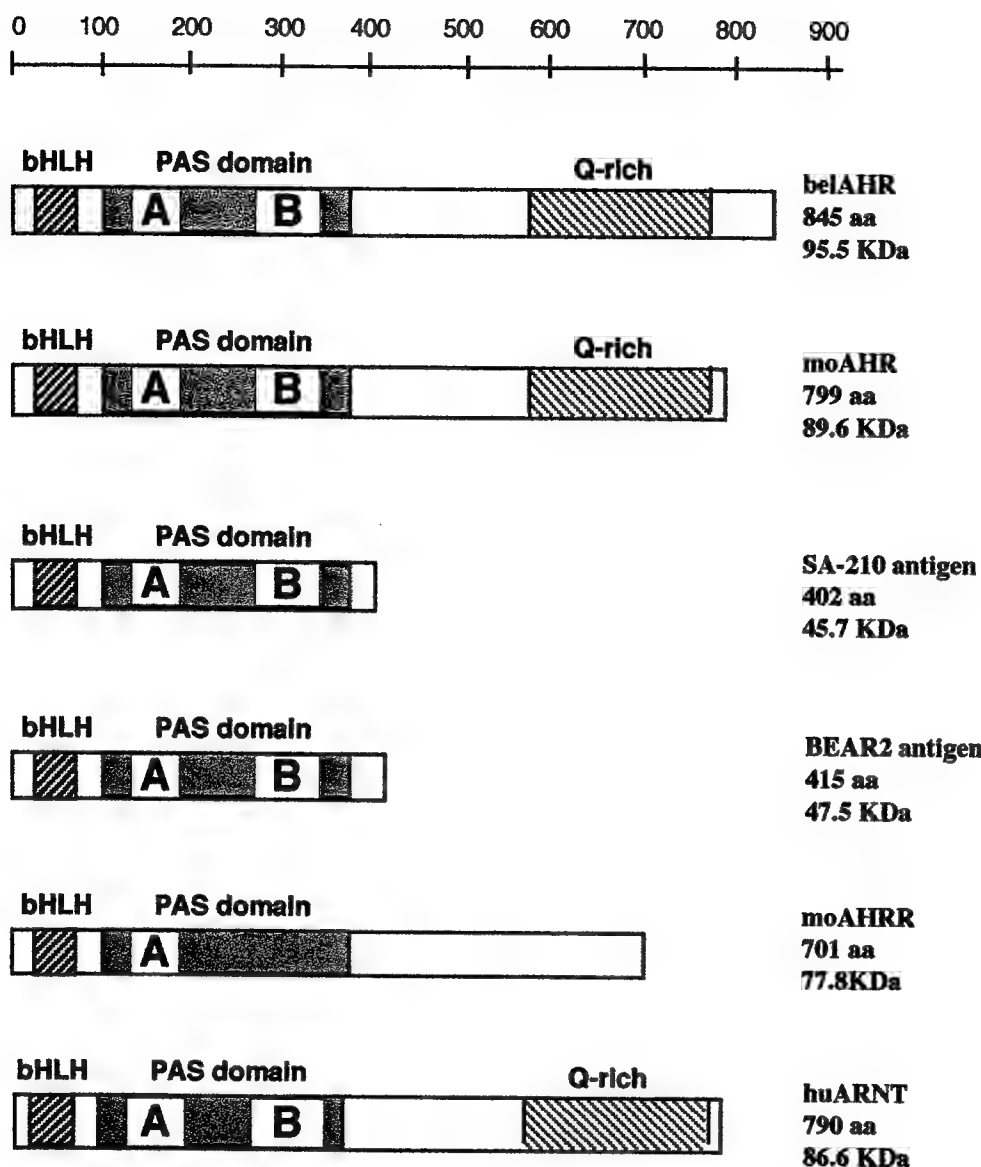 0 100 200 300 400 500 600 700 800 900
bHLH PAS domain Q-rich
A B
belAHR
845 aa
95.5 KDa
bHLH PAS domain Q-rich
A B
moAHR
799 aa
89.6 KDa
bHLH PAS domain
A B
SA-210 antigen
402 aa
45.7 KDa
bHLH PAS domain
A B
BEAR2 antigen
415 aa
47.5 KDa
bHLH PAS domain
A
moAHRR
701 aa
77.8KDa
bHLH PAS domain Q-rich
A B
huARNT
790 aa
86.6 KDa